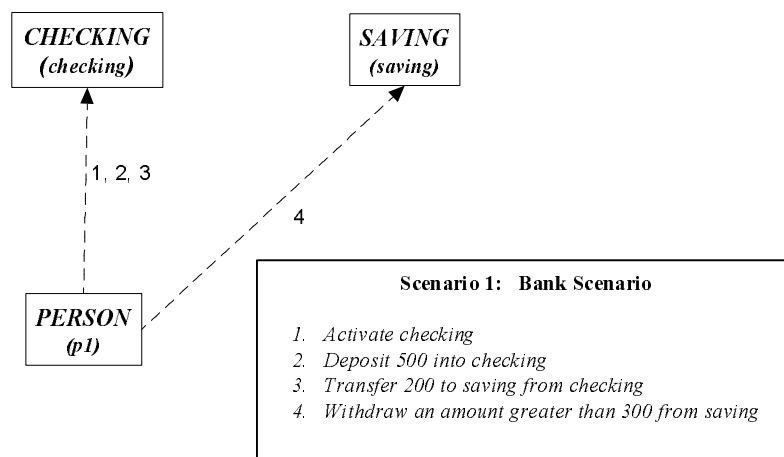 CHECKING
(checking)
SAVING
(saving)
1, 2, 3
4
PERSON
(p1)
Scenario 1: Bank Scenario
1. Activate checking
2. Deposit 500 into checking
3. Transfer 200 to saving from checking
4. Withdraw an amount greater than 300 from saving